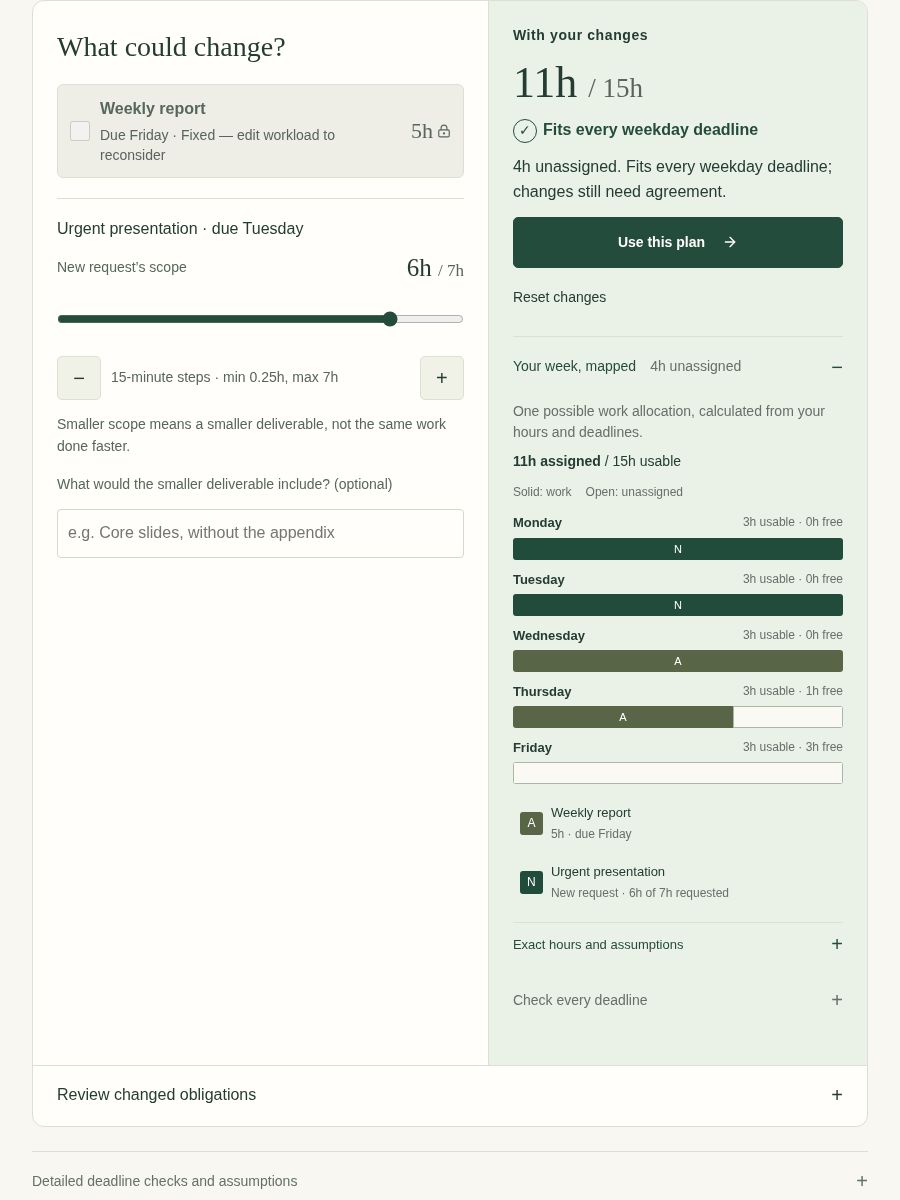 What could change?
Weekly report
Due Friday · Fixed — edit workload to
reconsider
5h
Urgent presentation · due Tuesday
New request's scope
6h / 7h
−
15-minute steps · min 0.25h, max 7h
+
Smaller scope means a smaller deliverable, not the same work
done faster.
What would the smaller deliverable include? (optional)
e.g. Core slides, without the appendix
With your changes
11h / 15h
✓ Fits every weekday deadline
4h unassigned. Fits every weekday deadline;
changes still need agreement.
Use this plan →
Reset changes
Your week, mapped 4h unassigned −
One possible work allocation, calculated from your
hours and deadlines.
11h assigned / 15h usable
Solid: work Open: unassigned
Monday 3h usable · 0h free
N
Tuesday 3h usable · 0h free
N
Wednesday 3h usable · 0h free
A
Thursday 3h usable · 1h free
A
Friday 3h usable · 3h free
A
Weekly report
5h · due Friday
N
Urgent presentation
New request · 6h of 7h requested
Exact hours and assumptions +
Check every deadline +
Review changed obligations +
Detailed deadline checks and assumptions +